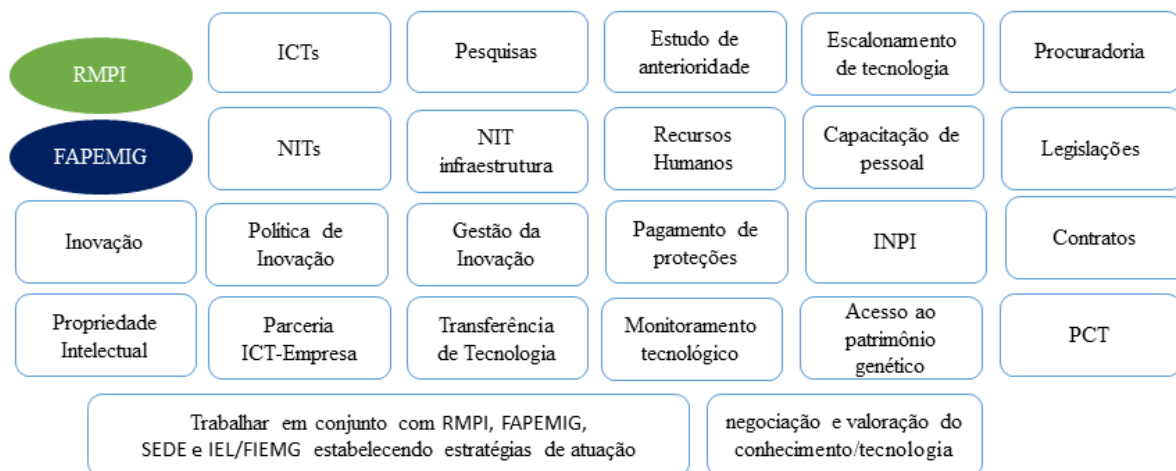 RMPI
ICTs
Pesquisas
Estudo de
anterioridade
Escalonamento
de tecnologia
Procuradoria
FAPEMIG
NITs
NIT
infraestrutura
Recursos
Humanos
Capacitação de
pessoal
Legislações
Inovação
Política de
Inovação
Gestão da
Inovação
Pagamento de
proteções
INPI
Contratos
Propriedade
Intelectual
Parceria
ICT-Empresa
Transferência
de Tecnologia
Monitoramento
tecnológico
Acesso ao
patrimônio
genético
PCT
Trabalhar em conjunto com RMPI, FAPEMIG,
SEDE e IEL/FIEMG estabelecendo estratégias de atuação
negociação e valoração do
conhecimento/tecnologia